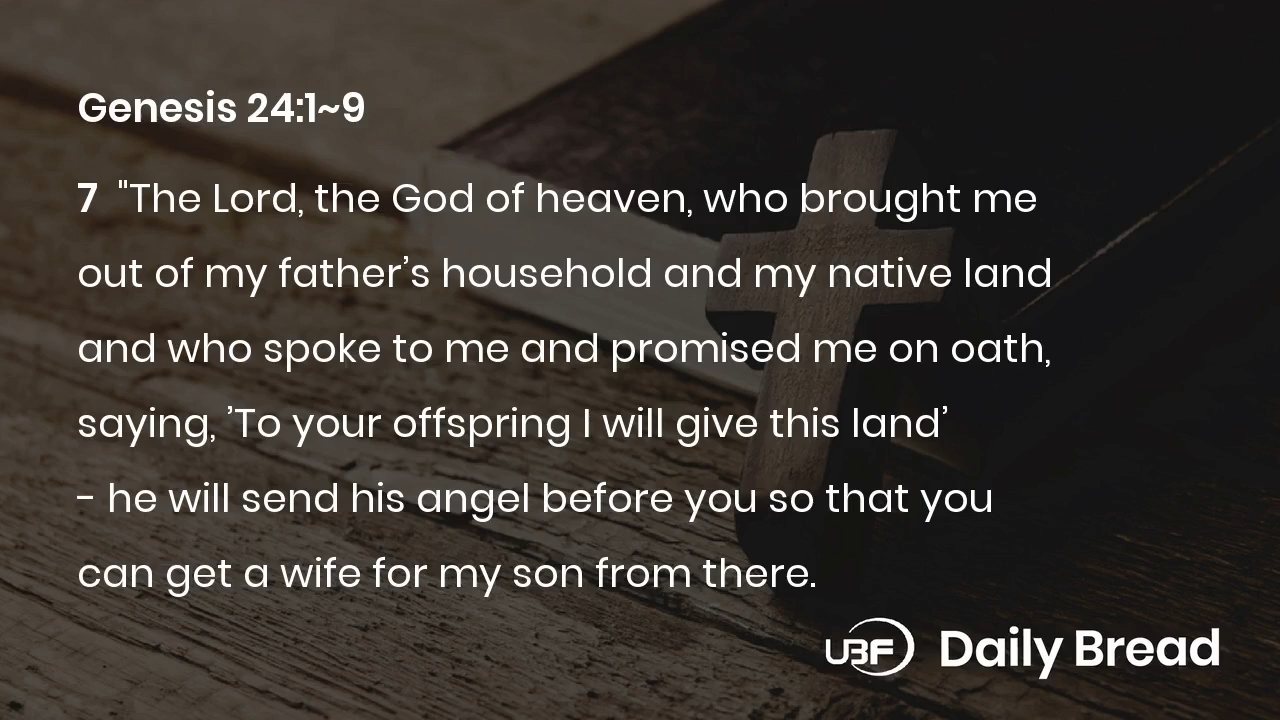 Genesis 24:1~9
7 "The Lord, the God of heaven, who brought me
out of my father’s household and my native land
and who spoke to me and promised me on oath,
saying, ’To your offspring I will give this land’
- he will send his angel before you so that you
can get a wife for my son from there.
UBF Daily Bread